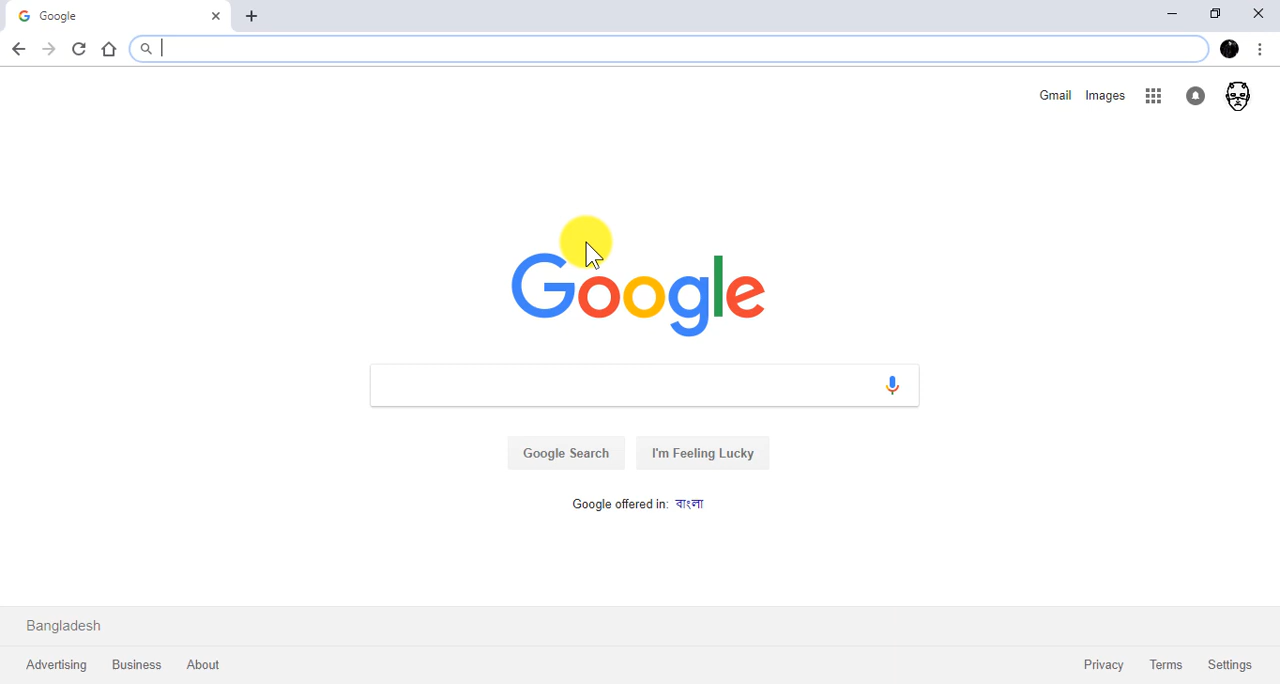 Google
Gmail Images
Google
Google Search I'm Feeling Lucky
Google offered in: বাংলা
Bangladesh
Advertising Business About Privacy Terms Settings